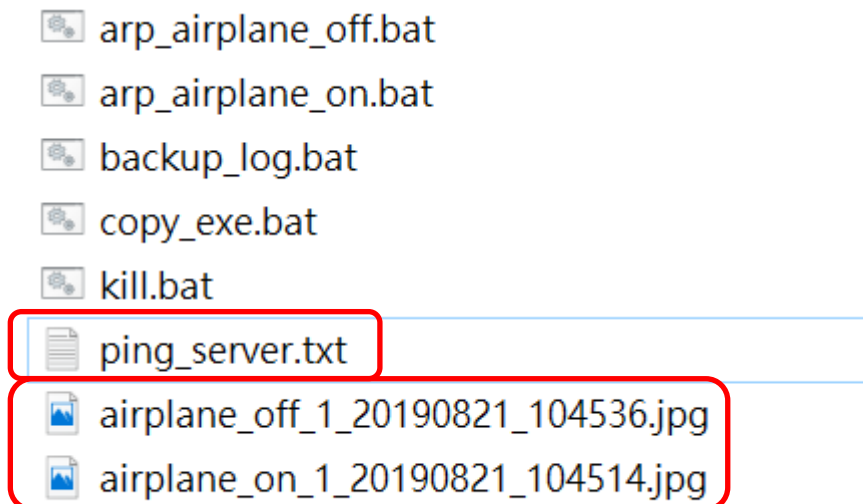 arp_airplane_off.bat
arp_airplane_on.bat
backup_log.bat
copy_exe.bat
kill.bat
ping_server.txt
airplane_off_1_20190821_104536.jpg
airplane_on_1_20190821_104514.jpg